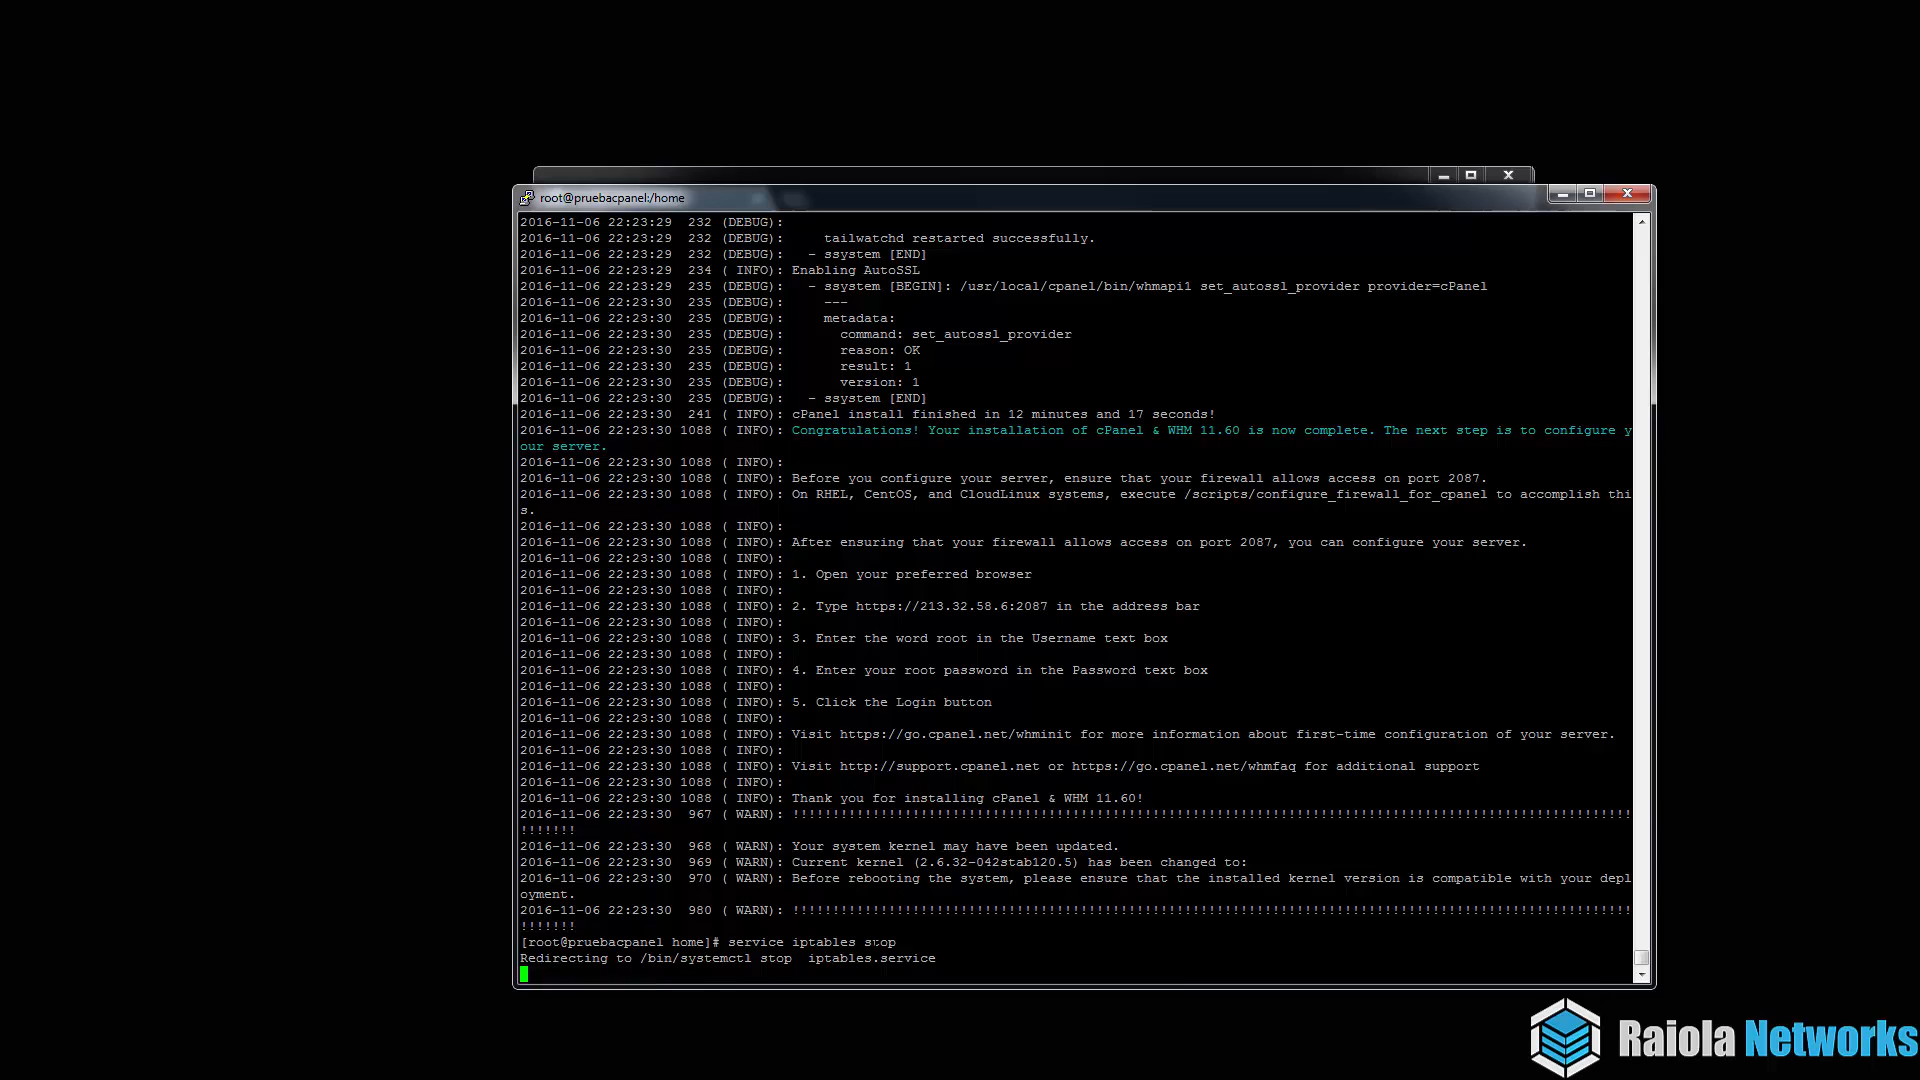 root@pruebacpanel:/home
2016-11-06 22:23:29  232 (DEBUG):
2016-11-06 22:23:29  232 (DEBUG):     tailwatchd restarted successfully.
2016-11-06 22:23:29  232 (DEBUG):   - ssystem [END]
2016-11-06 22:23:29  234 ( INFO): Enabling AutoSSL
2016-11-06 22:23:29  235 (DEBUG):   - ssystem [BEGIN]: /usr/local/cpanel/bin/whmapi1 set_autossl_provider provider=cPanel
2016-11-06 22:23:30  235 (DEBUG):     ---
2016-11-06 22:23:30  235 (DEBUG):     metadata:
2016-11-06 22:23:30  235 (DEBUG):       command: set_autossl_provider
2016-11-06 22:23:30  235 (DEBUG):       reason: OK
2016-11-06 22:23:30  235 (DEBUG):       result: 1
2016-11-06 22:23:30  235 (DEBUG):       version: 1
2016-11-06 22:23:30  235 (DEBUG):   - ssystem [END]
2016-11-06 22:23:30  241 ( INFO): cPanel install finished in 12 minutes and 17 seconds!
2016-11-06 22:23:30 1088 ( INFO): Congratulations! Your installation of cPanel & WHM 11.60 is now complete. The next step is to configure y
our server.
2016-11-06 22:23:30 1088 ( INFO):
2016-11-06 22:23:30 1088 ( INFO): Before you configure your server, ensure that your firewall allows access on port 2087.
2016-11-06 22:23:30 1088 ( INFO): On RHEL, CentOS, and CloudLinux systems, execute /scripts/configure_firewall_for_cpanel to accomplish thi
s.
2016-11-06 22:23:30 1088 ( INFO):
2016-11-06 22:23:30 1088 ( INFO): After ensuring that your firewall allows access on port 2087, you can configure your server.
2016-11-06 22:23:30 1088 ( INFO):
2016-11-06 22:23:30 1088 ( INFO): 1. Open your preferred browser
2016-11-06 22:23:30 1088 ( INFO):
2016-11-06 22:23:30 1088 ( INFO): 2. Type https://213.32.58.6:2087 in the address bar
2016-11-06 22:23:30 1088 ( INFO):
2016-11-06 22:23:30 1088 ( INFO): 3. Enter the word root in the Username text box
2016-11-06 22:23:30 1088 ( INFO):
2016-11-06 22:23:30 1088 ( INFO): 4. Enter your root password in the Password text box
2016-11-06 22:23:30 1088 ( INFO):
2016-11-06 22:23:30 1088 ( INFO): 5. Click the Login button
2016-11-06 22:23:30 1088 ( INFO):
2016-11-06 22:23:30 1088 ( INFO): Visit https://go.cpanel.net/whminit for more information about first-time configuration of your server.
2016-11-06 22:23:30 1088 ( INFO):
2016-11-06 22:23:30 1088 ( INFO): Visit http://support.cpanel.net or https://go.cpanel.net/whmfaq for additional support
2016-11-06 22:23:30 1088 ( INFO):
2016-11-06 22:23:30 1088 ( INFO): Thank you for installing cPanel & WHM 11.60!
2016-11-06 22:23:30  967 ( WARN): !!!!!!!!!!!!!!!!!!!!!!!!!!!!!!!!!!!!!!!!!!!!!!!!!!!!!!!!!!!!!!!!!!!!!!!!!!!!!!!!!!!!!!!!!!!!!!!!!!!!!!!!!
!!!!!!!
2016-11-06 22:23:30  968 ( WARN): Your system kernel may have been updated.
2016-11-06 22:23:30  969 ( WARN): Current kernel (2.6.32-042stab120.5) has been changed to:
2016-11-06 22:23:30  970 ( WARN): Before rebooting the system, please ensure that the installed kernel version is compatible with your depl
oyment.
2016-11-06 22:23:30  980 ( WARN): !!!!!!!!!!!!!!!!!!!!!!!!!!!!!!!!!!!!!!!!!!!!!!!!!!!!!!!!!!!!!!!!!!!!!!!!!!!!!!!!!!!!!!!!!!!!!!!!!!!!!!!!!
!!!!!!!
[root@pruebacpanel home]# service iptables stop
Redirecting to /bin/systemctl stop  iptables.service
Raiola Networks